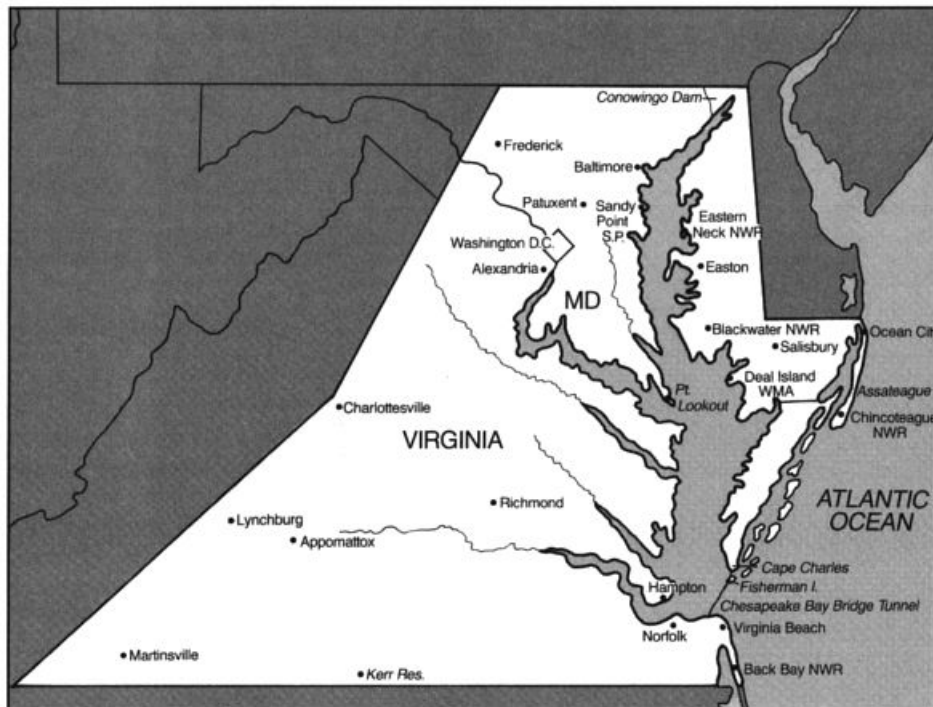 Conowingo Dam
Frederick
Baltimore
Patuxent
Sandy
Point
S.P.
Eastern
Neck NWR
Washington D.C.
Alexandria
Easton
MD
Blackwater NWR
Ocean City
Salisbury
Deal Island
WMA
Pt.
Lookout
Assateague
Charlottesville
Chincoteague
NWR
VIRGINIA
Richmond
ATLANTIC
OCEAN
Lynchburg
Appomattox
Cape Charles
Hampton
Fisherman I.
Chesapeake Bay Bridge Tunnel
Norfolk
Virginia Beach
Martinsville
Kerr Res.
Back Bay NWR